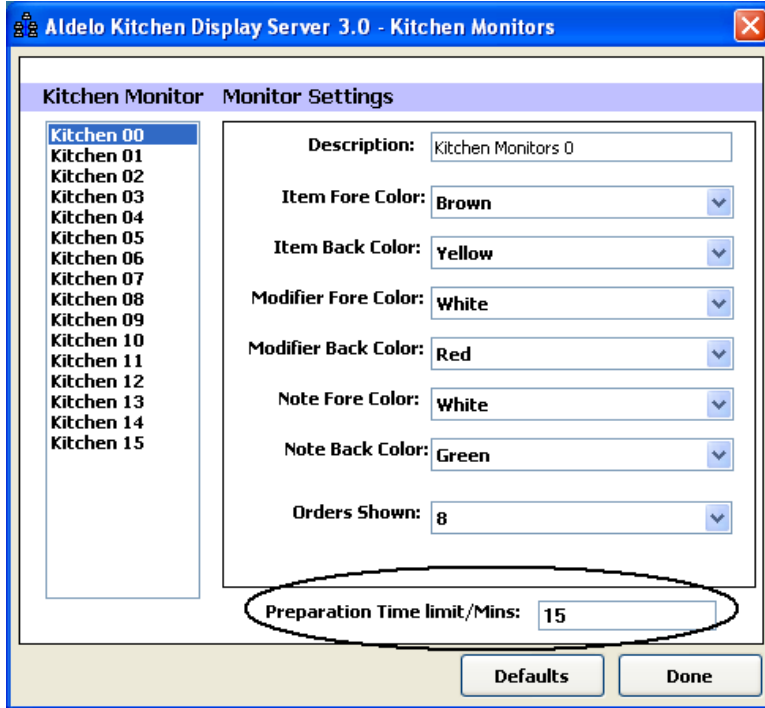 Aldelo Kitchen Display Server 3.0 - Kitchen Monitors
Kitchen Monitor Monitor Settings
Kitchen 00
Kitchen 01
Kitchen 02
Kitchen 03
Kitchen 04
Kitchen 05
Kitchen 06
Kitchen 07
Kitchen 08
Kitchen 09
Kitchen 10
Kitchen 11
Kitchen 12
Kitchen 13
Kitchen 14
Kitchen 15
Description: Kitchen Monitors 0
Item Fore Color: Brown
Item Back Color: Yellow
Modifier Fore Color: White
Modifier Back Color: Red
Note Fore Color: White
Note Back Color: Green
Orders Shown: 8
Preparation Time limit/Mins: 15
Defaults Done